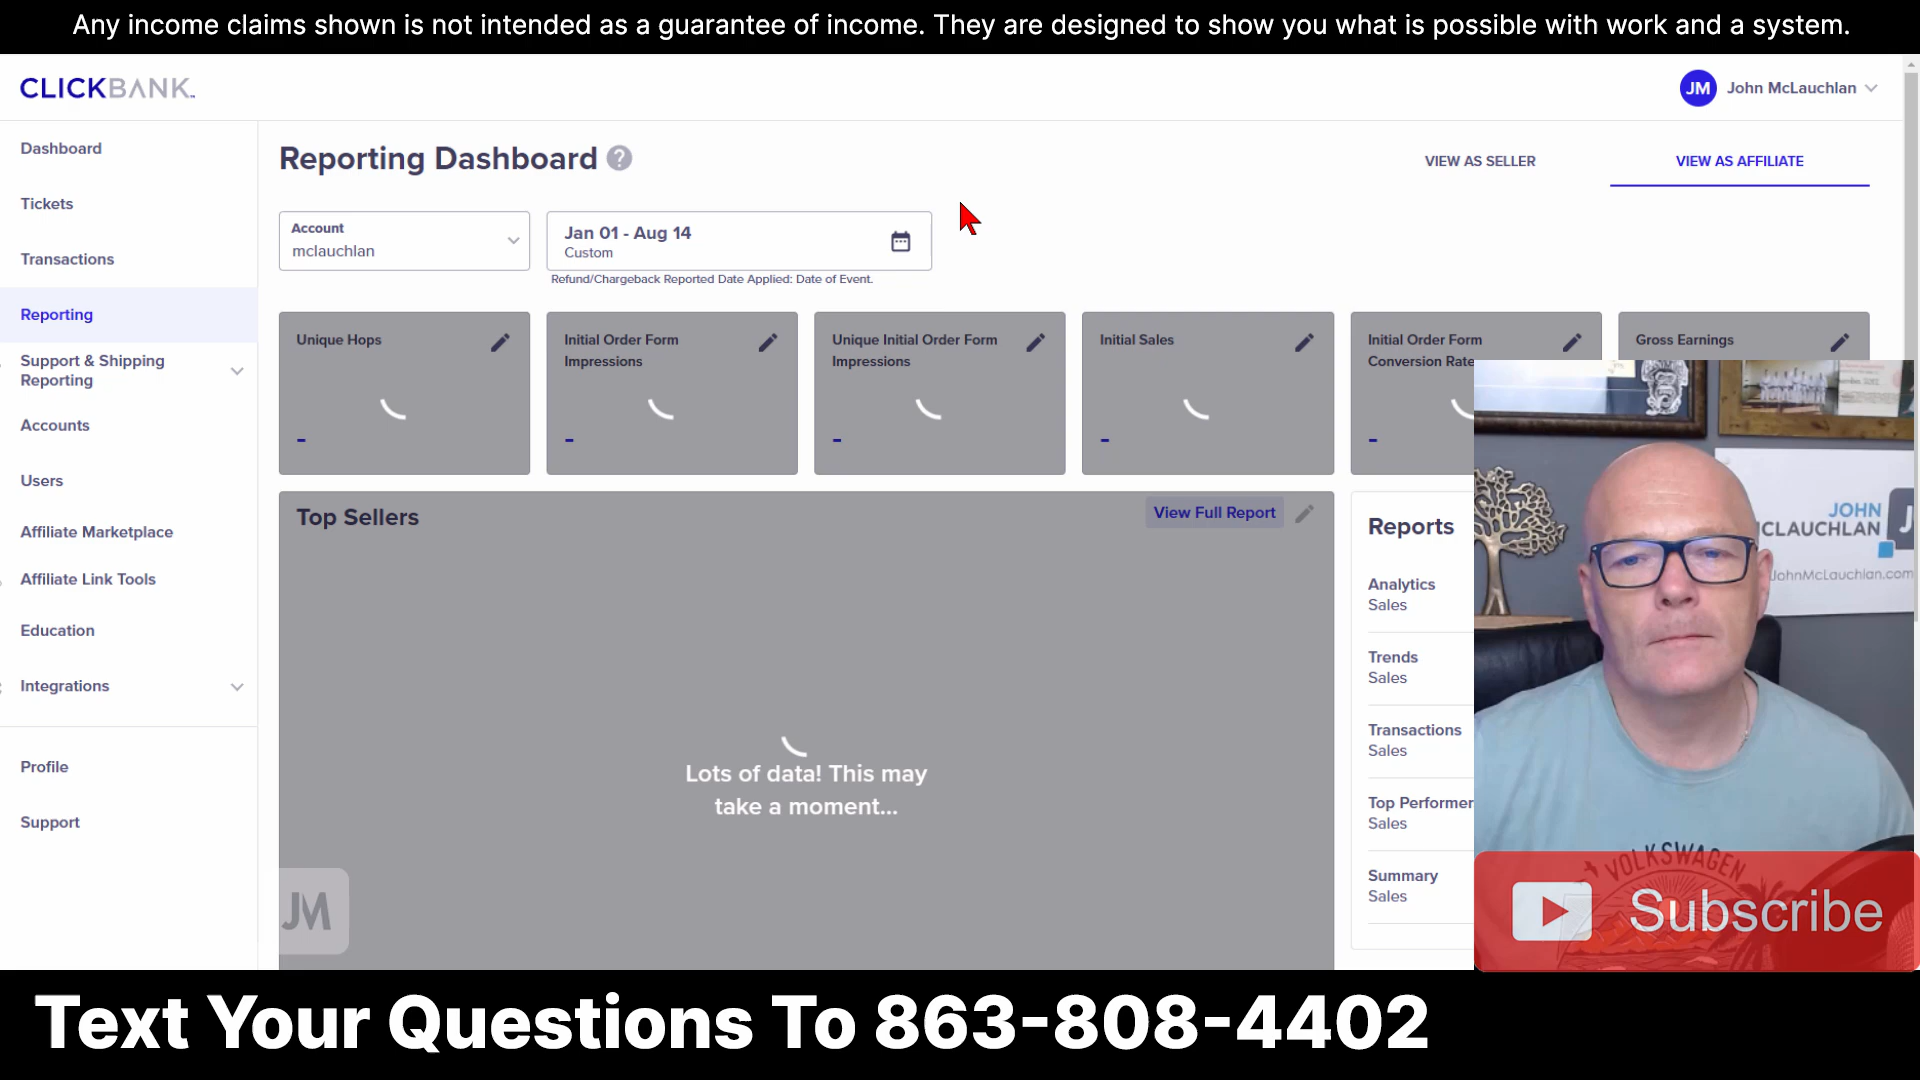 Any income claims shown is not intended as a guarantee of income. They are designed to show you what is possible with work and a system.
CLICKBANK
JM John McLauchlan
Dashboard
Tickets
Transactions
Reporting
Support & Shipping
Reporting
Accounts
Users
Affiliate Marketplace
Affiliate Link Tools
Education
Integrations
Profile
Support
Reporting Dashboard ?
VIEW AS SELLER
VIEW AS AFFILIATE
Account
mclauchlan
Jan 01 - Aug 14
Custom
Refund/Chargeback Reported Date Applied: Date of Event.
Unique Hops
-
Initial Order Form
Impressions
-
Unique Initial Order Form
Impressions
-
Initial Sales
-
Initial Order Form
Conversion Rate
-
Gross Earnings
Top Sellers
View Full Report
Lots of data! This may
take a moment...
JM
Reports
Analytics
Sales
Trends
Sales
Transactions
Sales
Top Performer
Sales
Summary
Sales
JOHN
CLAUCHLAN
JohnMcLauchlan.com
VOLKSWAGEN
Subscribe
Text Your Questions To 863-808-4402